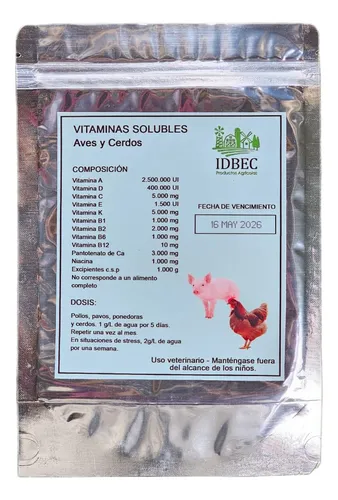 VITAMINAS SOLUBLES
Aves y Cerdos
IDBEC
Productos Agrifood
COMPOSICIÓN
Vitamina A 2.500.000 UI
Vitamina D 400.000 UI
Vitamina C 5.000 mg
Vitamina E 1.500 UI
Vitamina K 5.000 mg
Vitamina B1 1.000 mg
Vitamina B2 2.000 mg
Vitamina B6 1.000 mg
Vitamina B12 10 mg
Pantotenato de Ca 3.000 mg
Niacina 1.000 mg
Excipientes c.s.p 1.000 g
No corresponde a un alimento
completo
FECHA DE VENCIMIENTO
16 MAY 2026
DOSIS:
Pollos, pavos, ponedoras
y cerdos. 1 g/l. de agua por 5 días.
Repetir una vez al mes.
En situaciones de stress, 2g/l, de agua
por una semana.
Uso veterinario - Manténgase fuera
del alcance de los niños.